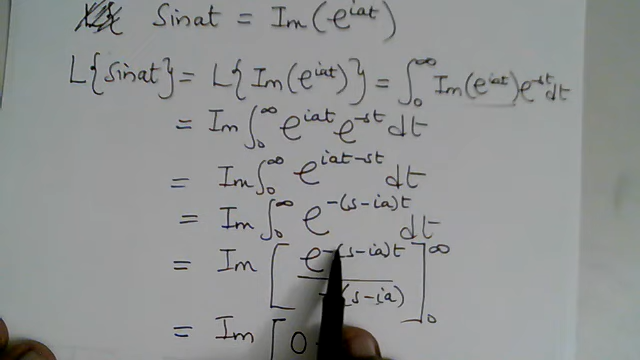 Sinat = Im(e^{iat})
L{Sinat} = L{Im(e^{iat})} = ∫_0^∞ Im(e^{iat})e^{-st}dt
= Im ∫_0^∞ e^{iat} e^{-st} dt
= Im ∫_0^∞ e^{iat-st} dt
= Im ∫_0^∞ e^{-(s-ia)t} dt
= Im [e^{-(s-ia)t} / -(s-ia)]_0^∞
= Im [0